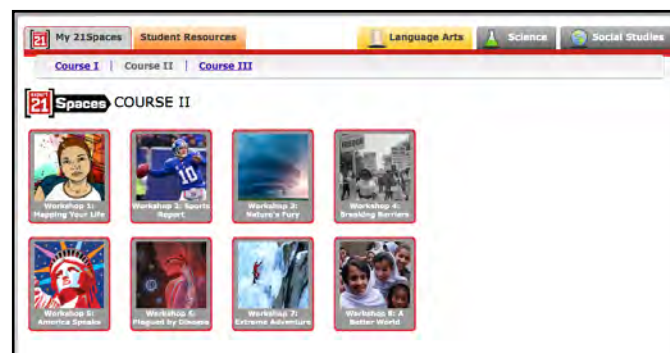 21 My 21Spaces Student Resources Language Arts Science Social Studies
Course I | Course II | Course III
expert 21 Spaces COURSE II
Workshop 1: Mapping Your Life
Workshop 2: Sports Report
10
Workshop 3: Nature's Fury
Workshop 4: Breaking Barriers
Workshop 5: America Speaks
Workshop 6: Plagued by Disease
Workshop 7: Extreme Adventure
Workshop 8: A Better World